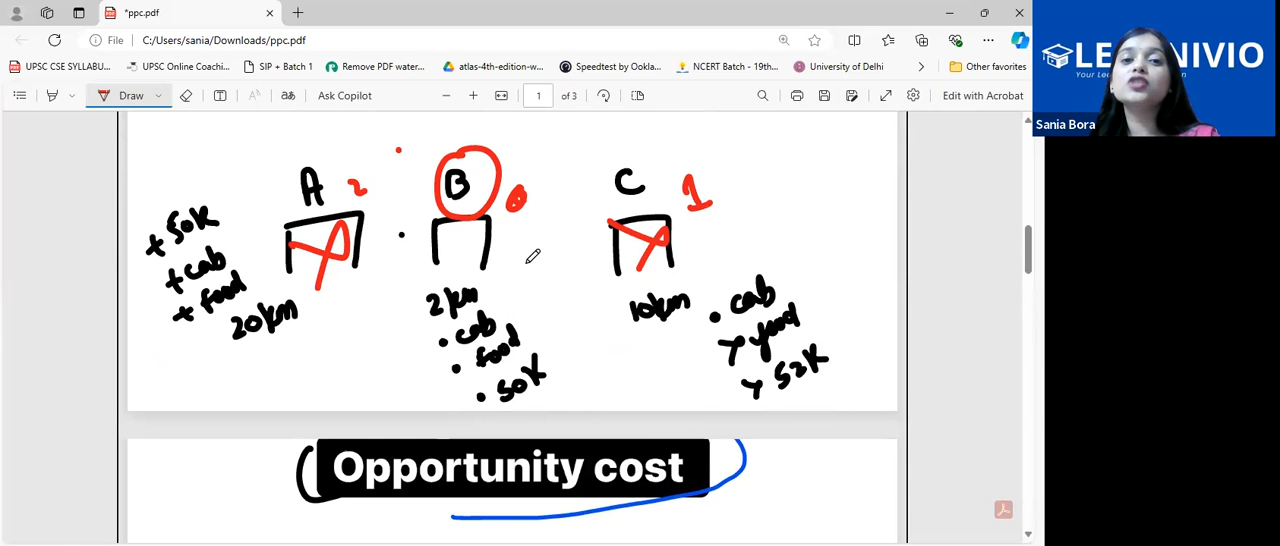 *ppc.pdf
File C:/Users/sania/Downloads/ppc.pdf
UPSC CSE SYLLABU... UPSC Online Coachi... SIP + Batch 1 Remove PDF water... atlas-4th-edition-w... Speedtest by Ookla... NCERT Batch - 19th... University of Delhi Other favorites
Draw Ask Copilot 1 of 3 Edit with Acrobat
LE NIVIO
Your Le
Sania Bora
A 2 B C 1
+ 50K
+ cab
+ food
20km
2km
. cab
. food
. 50K
10km
. cab
food
52K
Opportunity cost